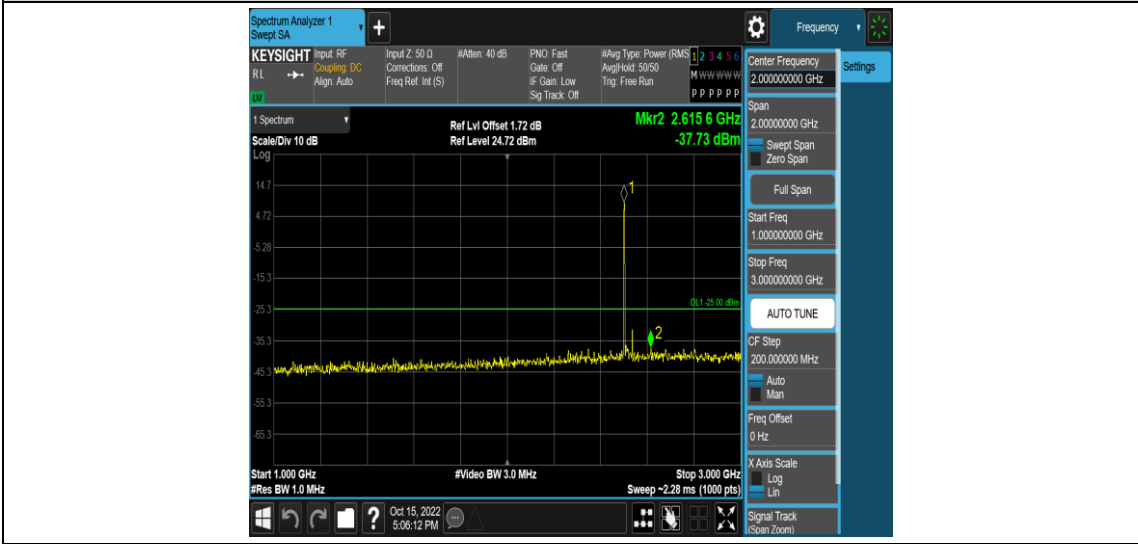 Spectrum Analyzer 1
Swept SA
+
Frequency
KEYSIGHT
RL
Input: RF
Coupling: DC
Align: Auto
Input Z: 50 Ω
Corrections: Off
Freq Ref: Int (S)
#Atten: 40 dB
PNO: Fast
Gate: Off
IF Gain: Low
Sig Track: Off
#Avg Type: Power (RMS
Avg|Hold: 50/50
Trig: Free Run
1 2 3 4 5 6
M W W W W W
P P P P P P
1 Spectrum
Scale/Div 10 dB
Log
Ref Lvl Offset 1.72 dB
Ref Level 24.72 dBm
Mkr2 2.615 6 GHz
-37.73 dBm
14.7
4.72
-5.28
-15.3
-25.3
-35.3
-45.3
-55.3
-65.3
1
DL1 -25.00 dBm
2
Start 1.000 GHz
#Res BW 1.0 MHz
#Video BW 3.0 MHz
Stop 3.000 GHz
Sweep ~2.28 ms (1000 pts)
?
Oct 15, 2022
5:06:12 PM
Center Frequency
2.000000000 GHz
Settings
Span
2.00000000 GHz
Swept Span
Zero Span
Full Span
Start Freq
1.000000000 GHz
Stop Freq
3.000000000 GHz
AUTO TUNE
CF Step
200.000000 MHz
Auto
Man
Freq Offset
0 Hz
X Axis Scale
Log
Lin
Signal Track
(Span Zoom)